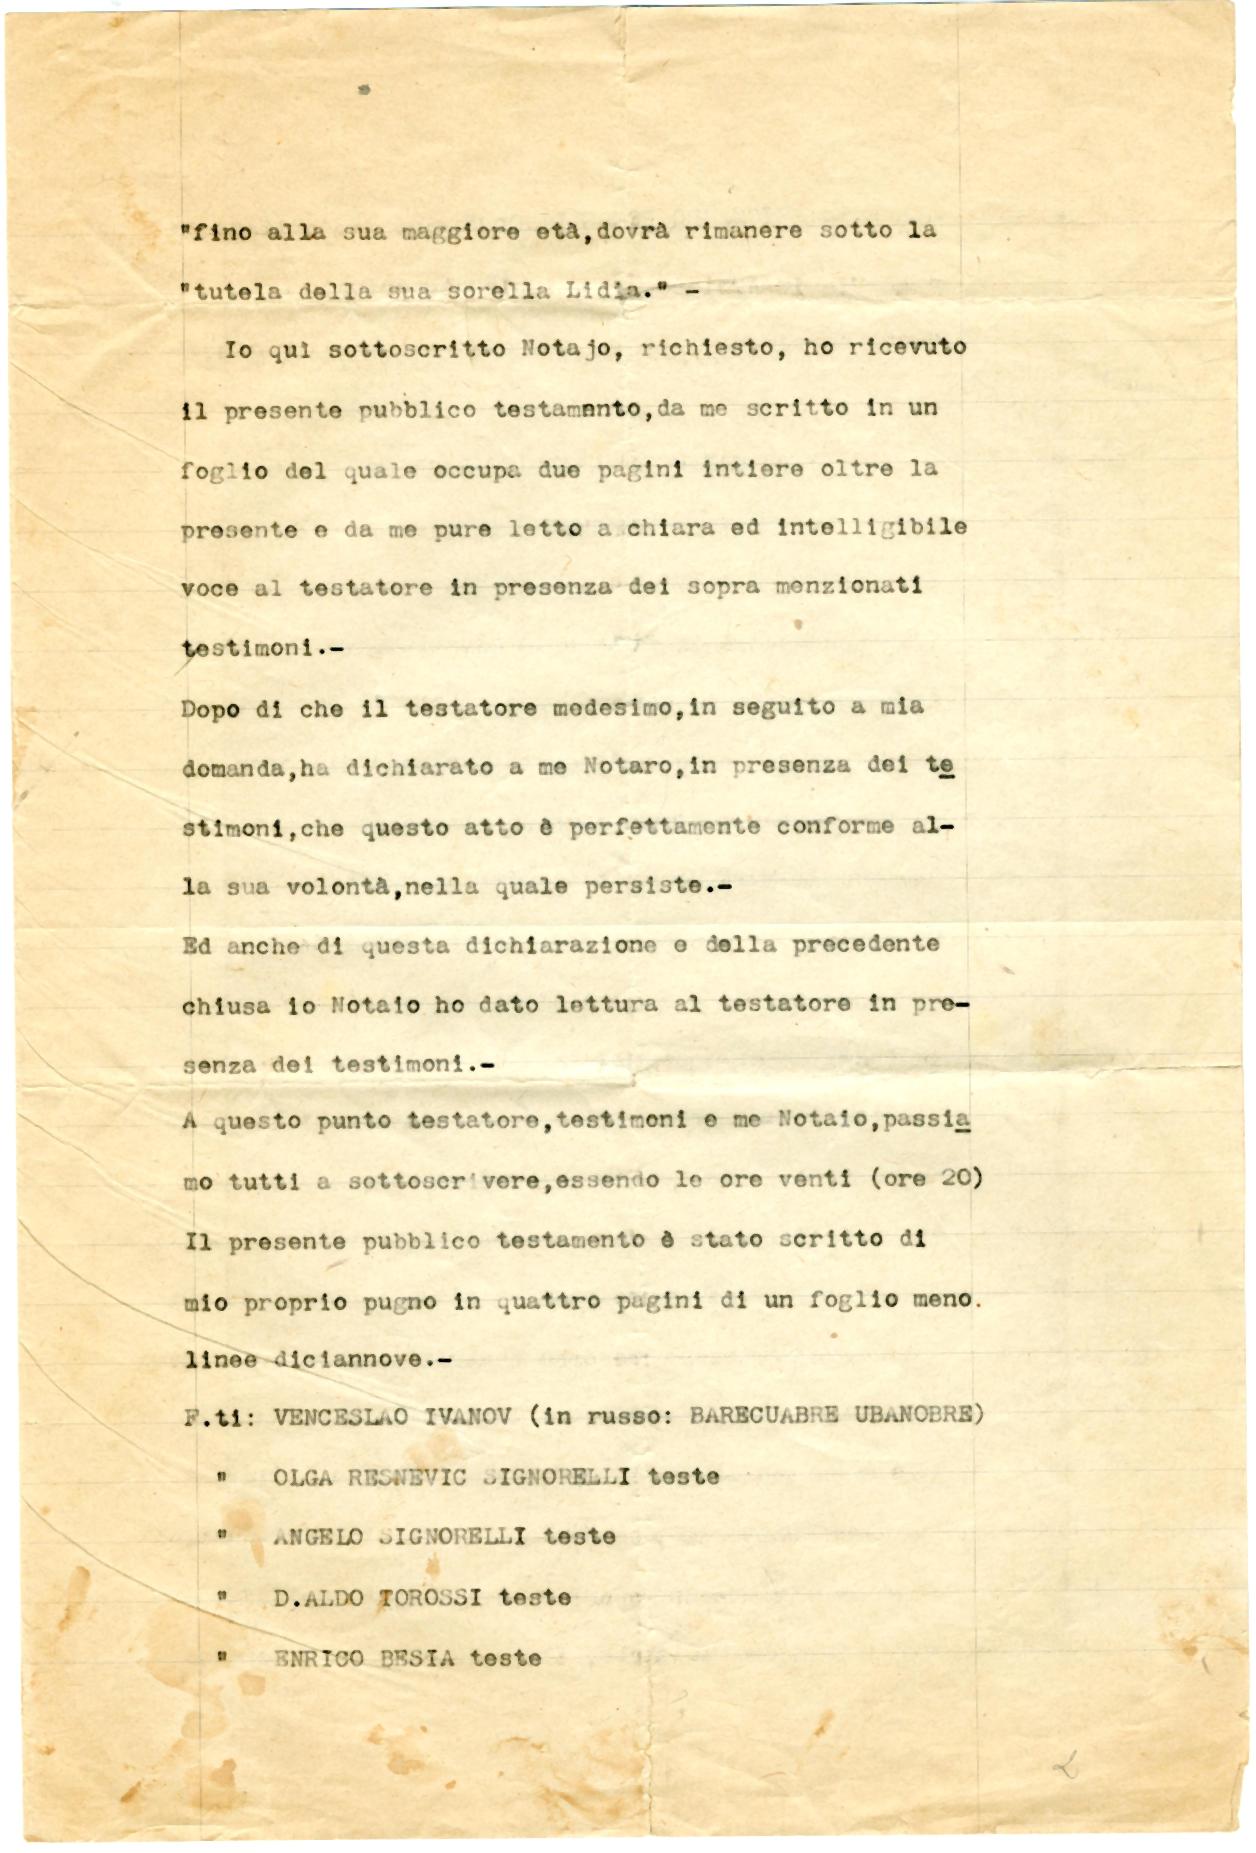 "fino alla sua maggiore età,dovrà rimanere sotto la
"tutela della sua sorella Lidia." -
Io quì sottoscritto Notajo, richiesto, ho ricevuto
il presente pubblico testamento,da me scritto in un
foglio del quale occupa due pagini intiere oltre la
presente e da me pure letto a chiara ed intelligibile
voce al testatore in presenza dei sopra menzionati
testimoni.-
Dopo di che il testatore medesimo,in seguito a mia
domanda,ha dichiarato a me Notaro,in presenza dei te
stimoni,che questo atto è perfettamente conforme al-
la sua volontà,nella quale persiste.-
Ed anche di questa dichiarazione e della precedente
chiusa io Notaio ho dato lettura al testatore in pre-
senza dei testimoni.-
A questo punto testatore,testimoni e me Notaio,passia
mo tutti a sottoscrivere,essendo le ore venti (ore 20)
Il presente pubblico testamento è stato scritto di
mio proprio pugno in quattro pagini di un foglio meno.
linee diciannove.-
F.ti: VENCESLAO IVANOV (in russo: BARECUABRE UBANOBRE)
" OLGA RESNEVIC SIGNORELLI teste
" ANGELO SIGNORELLI teste
" D.ALDO TOROSSI teste
" ENRICO BESIA teste